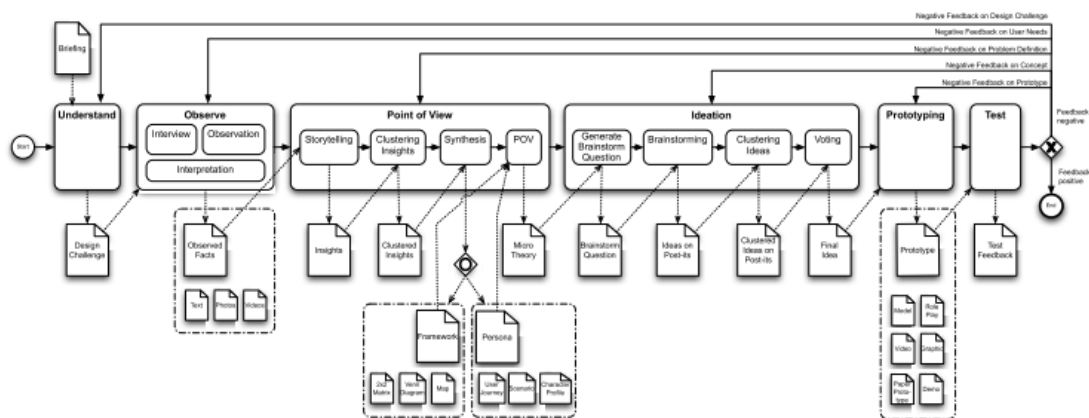 Negative Feedback on Design Challenge
Negative Feedback on User Needs
Negative Feedback on Problem Definition
Negative Feedback on Concept
Negative Feedback on Prototype
Briefing
Understand
Observe
Point of View
Ideation
Prototyping
Test
Feedback
negative
Start
Interview
Observation
Interpretation
Storytelling
Clustering
Insights
Synthesis
POV
Generate
Brainstorm
Question
Brainstorming
Clustering
Ideas
Voting
Feedback
positive
End
Design
Challenge
Observed
Facts
Insights
Clustered
Insights
Micro
Theory
Brainstorm
Question
Ideas on
Post-its
Clustered
Ideas on
Post-its
Final
Idea
Prototype
Test
Feedback
Text
Photos
Videos
Framework
Persona
2x2
Matrix
Venn
Diagram
Map
User
Journey
Scenario
Character
Profile
Model
Role
Play
Video
Graphic
Paper
Proto-
type
Demo